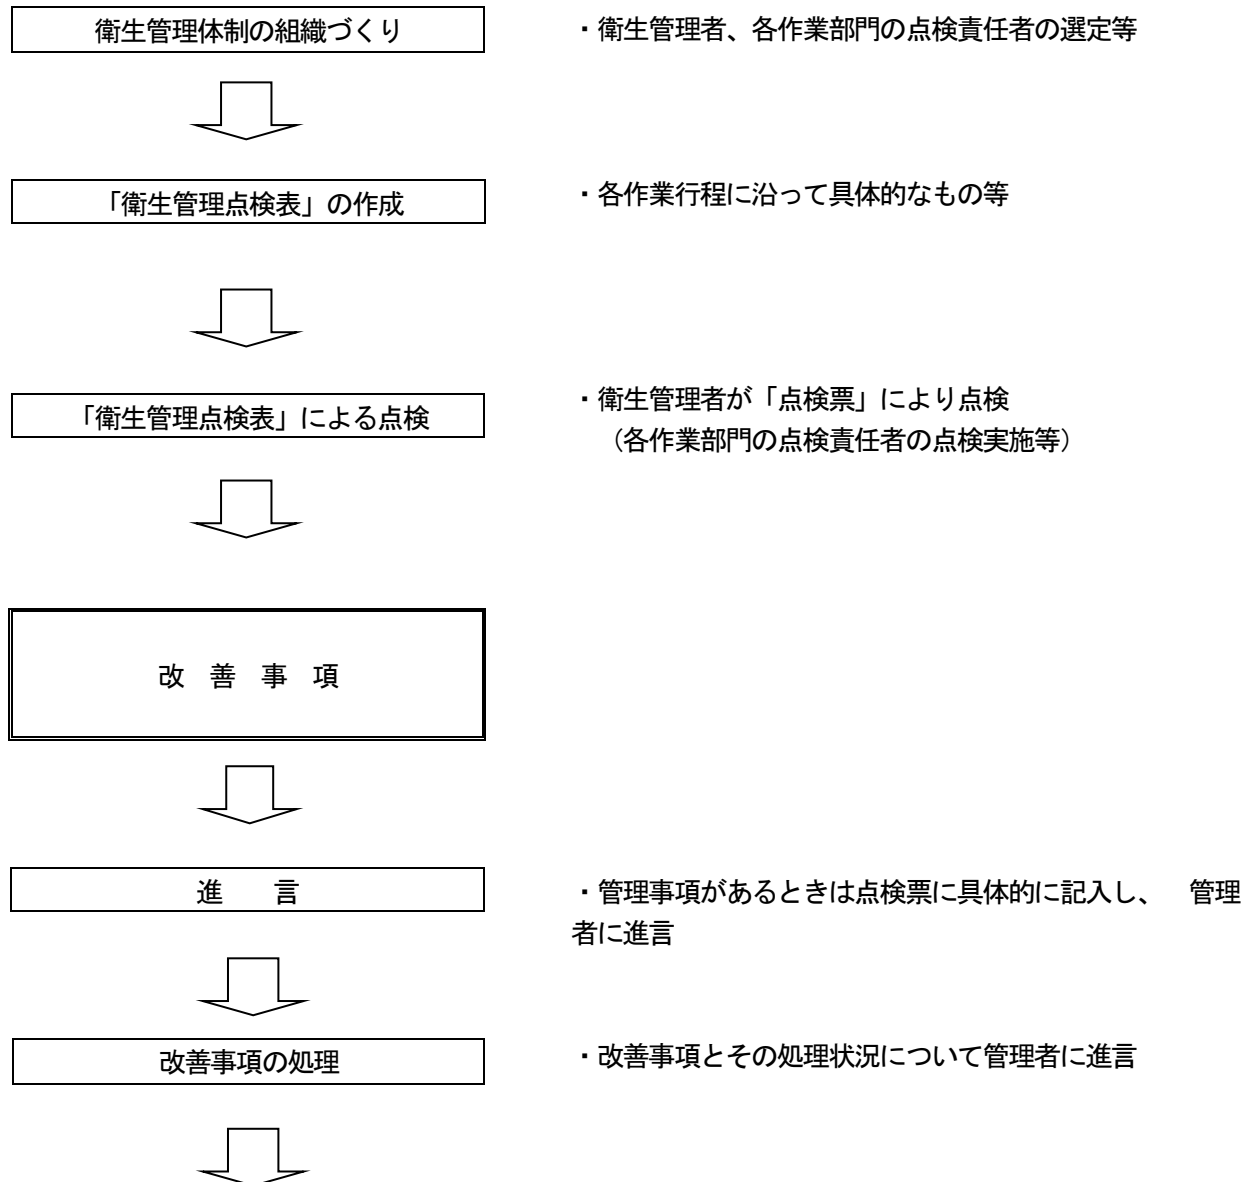 衛生管理体制の組織づくり
・衛生管理者、各作業部門の点検責任者の選定等
「衛生管理点検表」の作成
・各作業行程に沿って具体的なもの等
「衛生管理点検表」による点検
・衛生管理者が「点検票」により点検
（各作業部門の点検責任者の点検実施等）
改　善　事　項
進　　言
・管理事項があるときは点検票に具体的に記入し、　管理
者に進言
改善事項の処理
・改善事項とその処理状況について管理者に進言